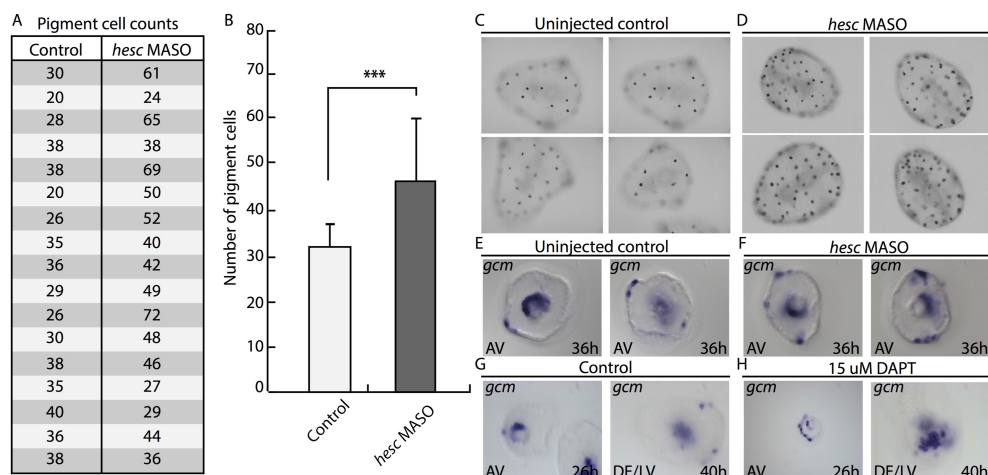 A Pigment cell counts
Control hesc MASO
30 61
20 24
28 65
38 38
38 69
20 50
26 52
35 40
36 42
29 49
26 72
30 48
38 46
35 27
40 29
36 44
38 36
B
Number of pigment cells
80
70
60
50
40
30
20
10
0
***
Control
hesc MASO
C Uninjected control
D hesc MASO
E Uninjected control
gcm AV 36h
gcm AV 36h
F hesc MASO
gcm AV 36h
gcm AV 36h
G Control
gcm AV 26h
gcm DE/LV 40h
H 15 uM DAPT
gcm AV 26h
gcm DE/LV 40h